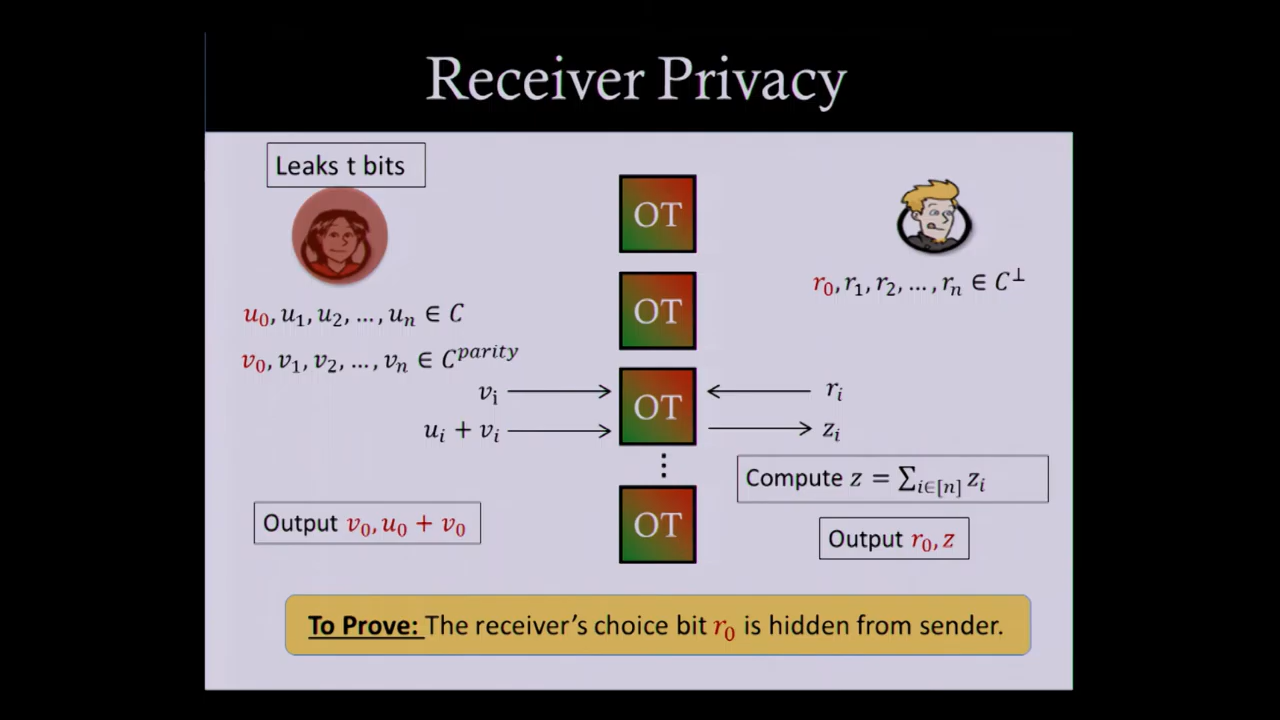 Receiver Privacy
Leaks t bits
OT
OT
r₀, r₁, r₂, …, rₙ ∈ C^⊥
u₀, u₁, u₂, …, uₙ ∈ C
v₀, v₁, v₂, …, vₙ ∈ C^parity
vᵢ
OT
rᵢ
uᵢ + vᵢ
zᵢ
⋮
Compute z = ∑_{i∈[n]} zᵢ
Output v₀, u₀ + v₀
OT
Output r₀, z
To Prove: The receiver's choice bit r₀ is hidden from sender.